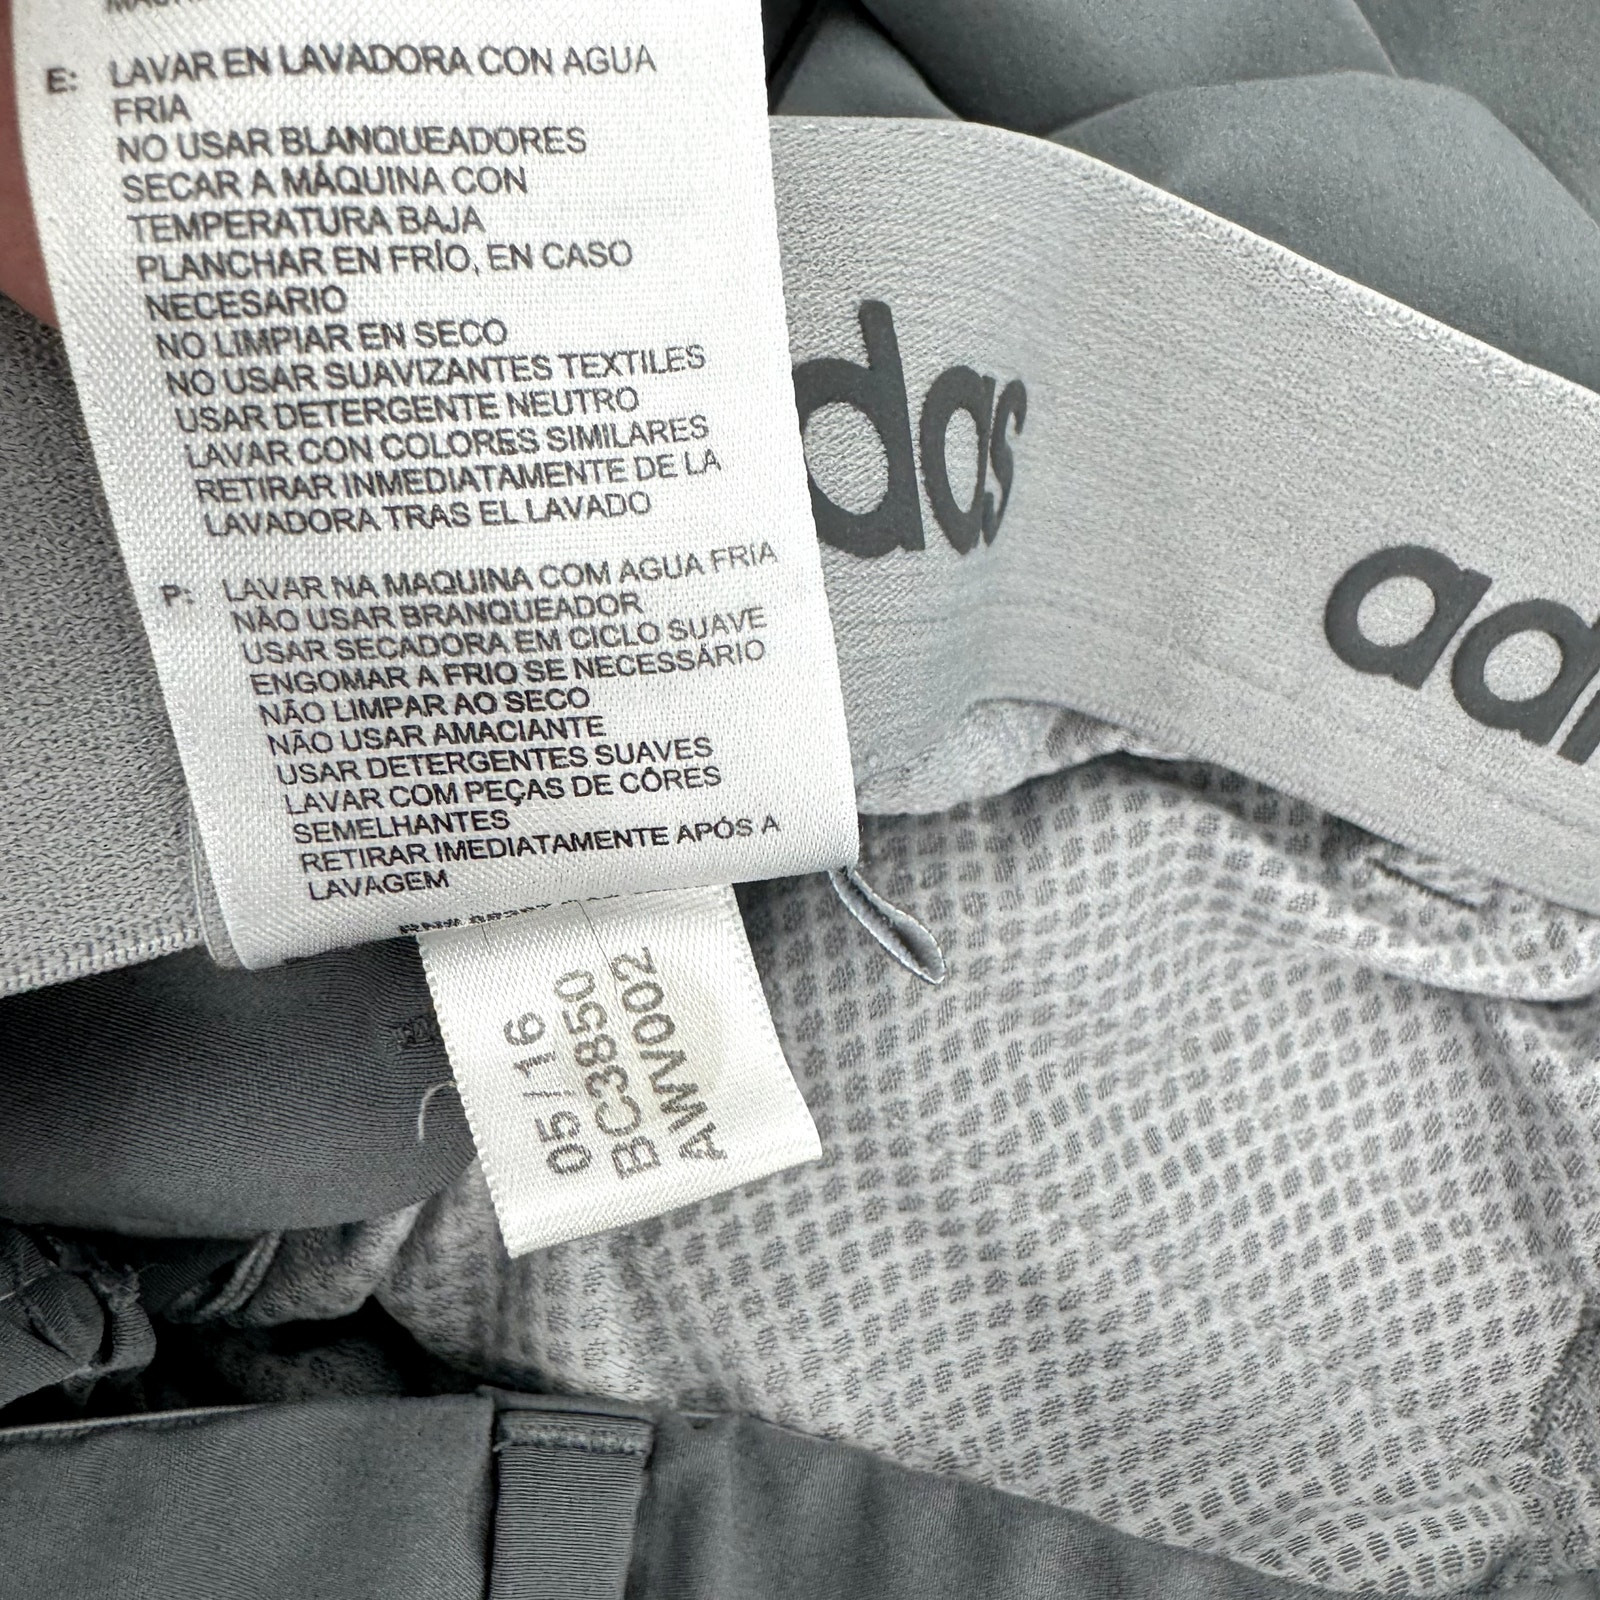 E: LAVAR EN LAVADORA CON AGUA
FRIA
NO USAR BLANQUEADORES
SECAR A MÁQUINA CON
TEMPERATURA BAJA
PLANCHAR EN FRÍO, EN CASO
NECESARIO
NO LIMPIAR EN SECO
NO USAR SUAVIZANTES TEXTILES
USAR DETERGENTE NEUTRO
LAVAR CON COLORES SIMILARES
RETIRAR INMEDIATAMENTE DE LA
LAVADORA TRAS EL LAVADO
P: LAVAR NA MAQUINA COM AGUA FRIA
NÃO USAR BRANQUEADOR
USAR SECADORA EM CICLO SUAVE
ENGOMAR A FRIO SE NECESSÁRIO
NÃO LIMPAR AO SECO
NÃO USAR AMACIANTE
USAR DETERGENTES SUAVES
LAVAR COM PEÇAS DE CÔRES
SEMELHANTES
RETIRAR IMEDIATAMENTE APÓS A
LAVAGEM
05/16
BC3850
AWV002
das
adi